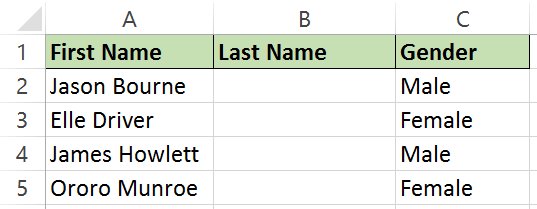 A B C
1 First Name Last Name Gender
2 Jason Bourne Male
3 Elle Driver Female
4 James Howlett Male
5 Ororo Munroe Female